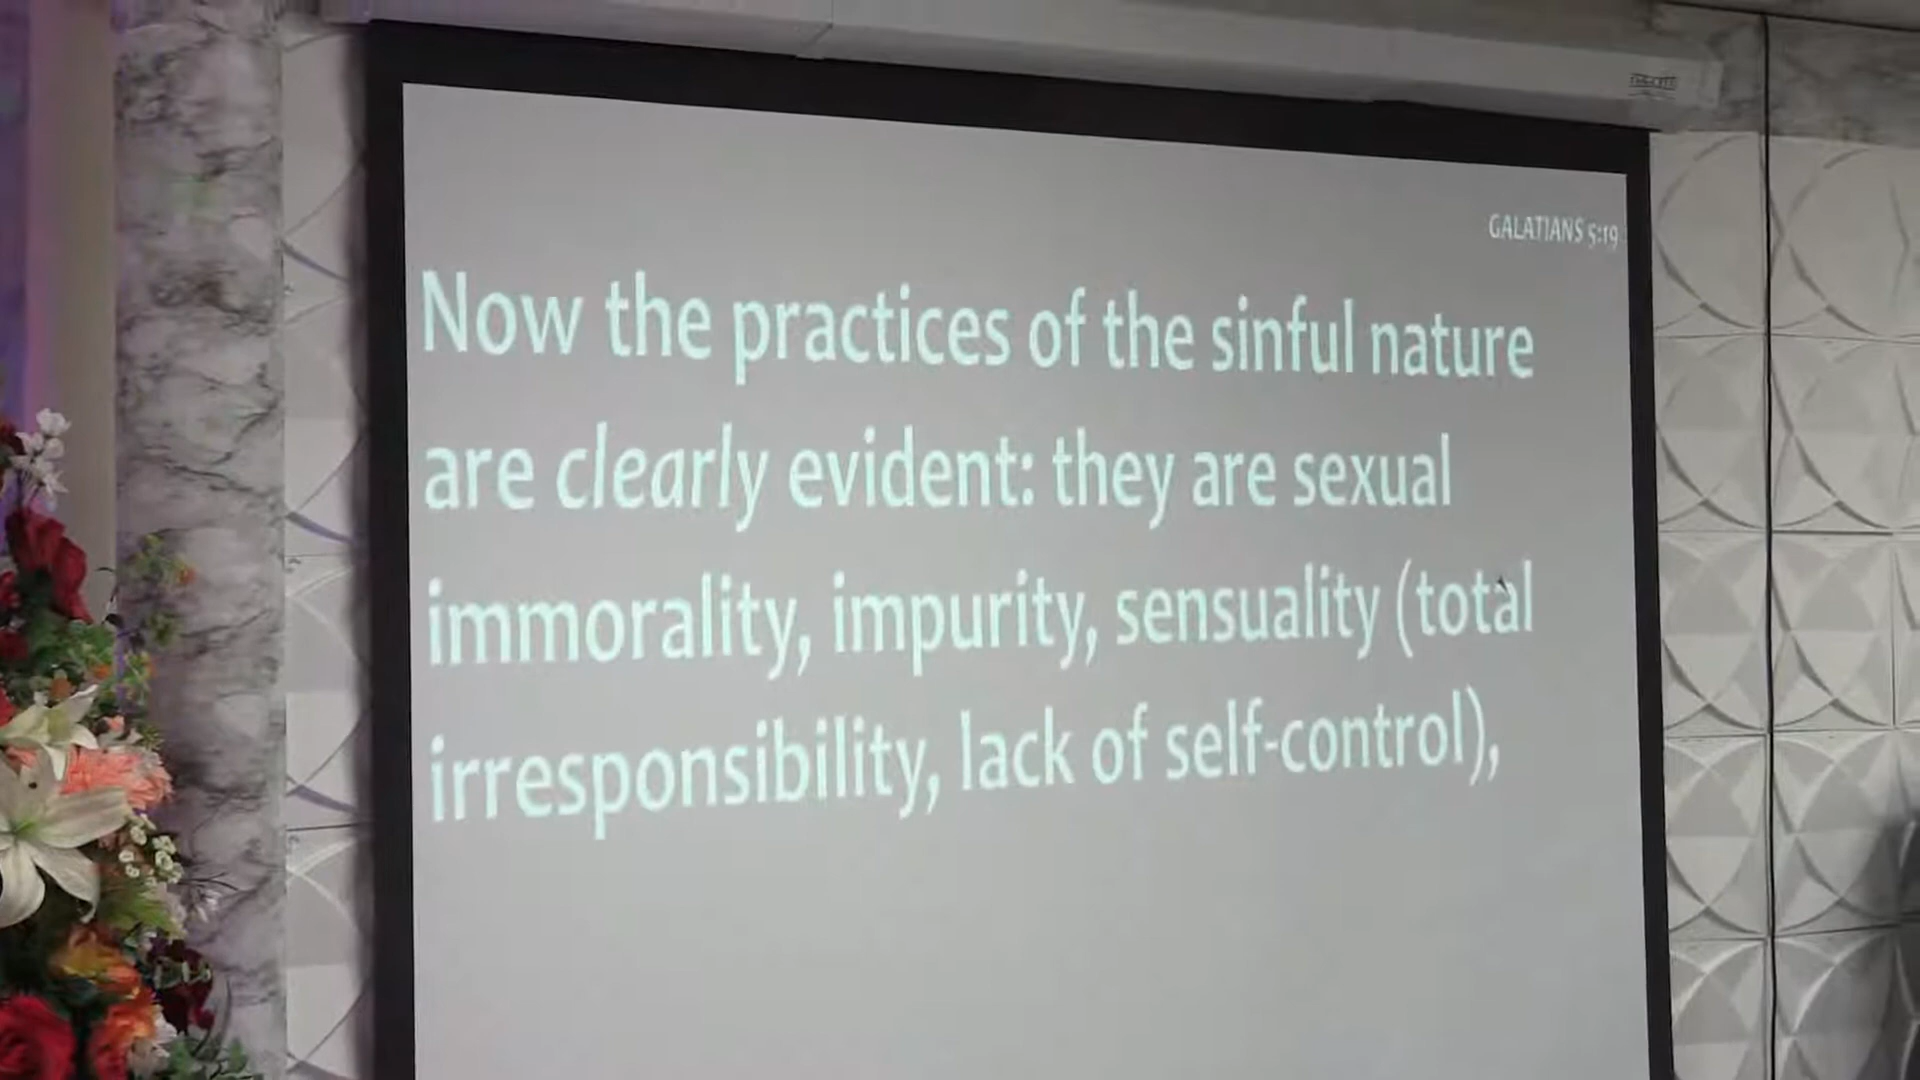 GALATIANS 5:19
Now the practices of the sinful nature
are clearly evident: they are sexual
immorality, impurity, sensuality (total
irresponsibility, lack of self-control),